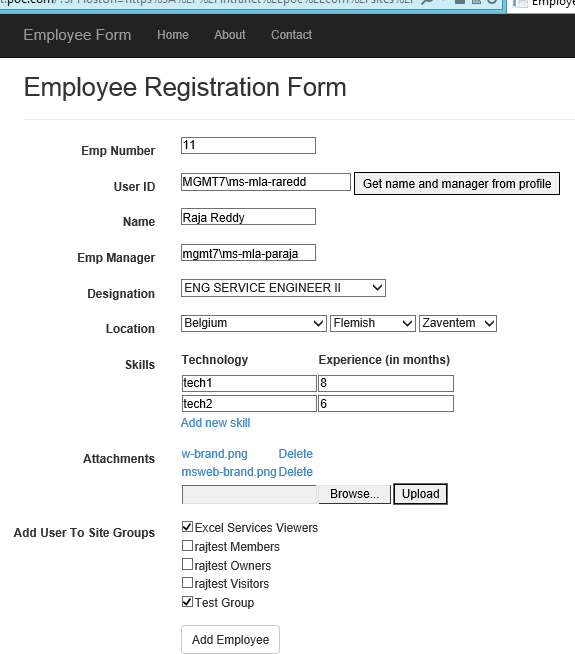 Employe
Employee Form Home About Contact
Employee Registration Form
Emp Number 11
User ID MGMT7\ms-mla-raredd Get name and manager from profile
Name Raja Reddy
Emp Manager mgmt7\ms-mla-paraja
Designation ENG SERVICE ENGINEER II
Location Belgium Flemish Zaventem
Skills Technology Experience (in months)
tech1 8
tech2 6
Add new skill
Attachments w-brand.png Delete
msweb-brand.png Delete
Browse... Upload
Add User To Site Groups Excel Services Viewers
rajtest Members
rajtest Owners
rajtest Visitors
Test Group
Add Employee